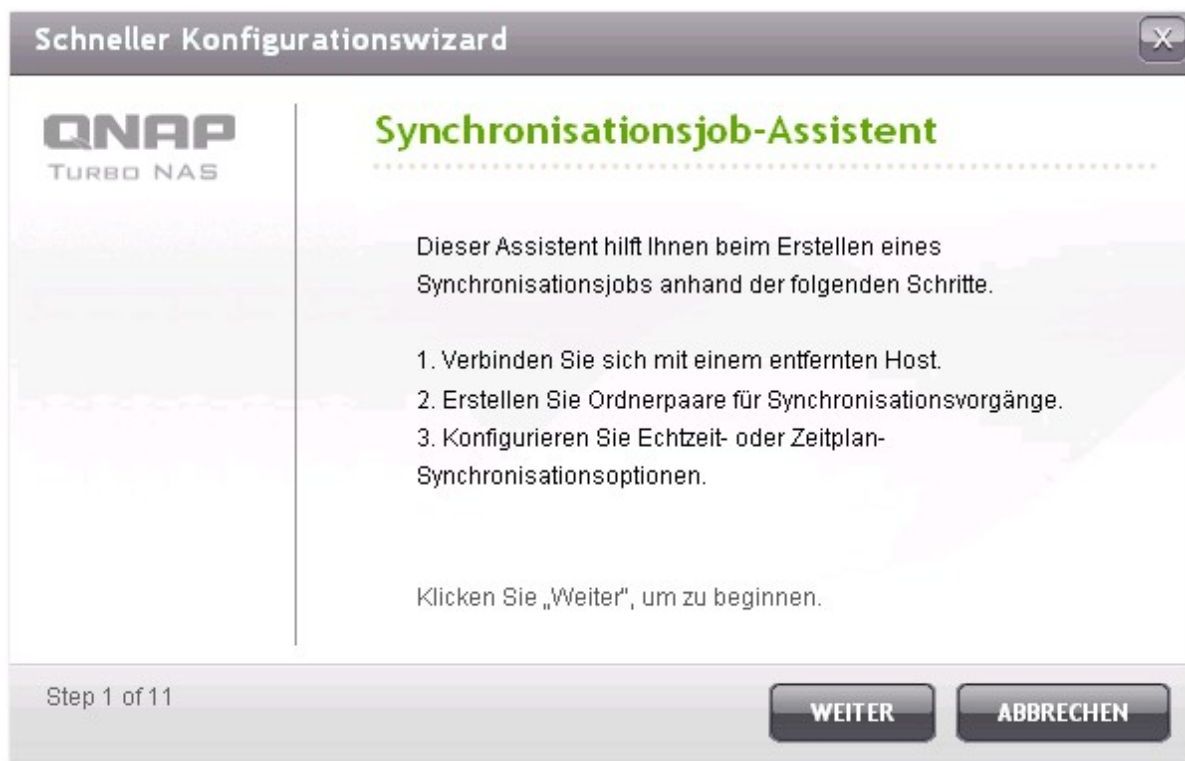 Schneller Konfigurationswizard
X
QNAP
TURBO NAS
Synchronisationsjob-Assistent
Dieser Assistent hilft Ihnen beim Erstellen eines
Synchronisationsjobs anhand der folgenden Schritte.
1. Verbinden Sie sich mit einem entfernten Host.
2. Erstellen Sie Ordnerpaare für Synchronisationsvorgänge.
3. Konfigurieren Sie Echtzeit- oder Zeitplan-
Synchronisationsoptionen.
Klicken Sie „Weiter", um zu beginnen.
Step 1 of 11
WEITER
ABBRECHEN